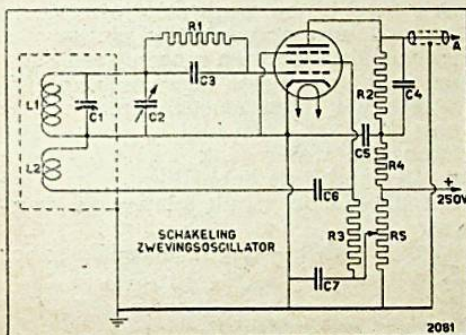 R1
A
C3
R2
C4
L1
C1
C2
C5
L2
R4
+
C6
250V
SCHAKELING
ZWEVINGSOSCILLATOR
R3
R5
C7
2081